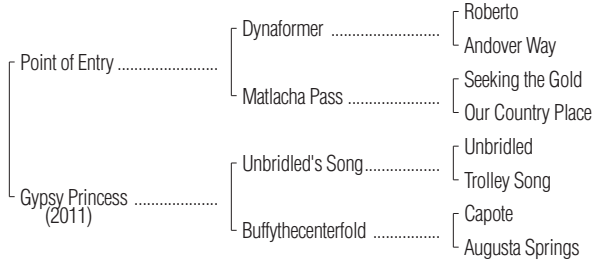 Roberto
Dynaformer ..........................
Andover Way
Point of Entry ........................
Seeking the Gold
Matlacha Pass ......................
Our Country Place
Unbridled
Unbridled's Song..................
Trolley Song
Gypsy Princess ....................
(2011)
Capote
Buffythecenterfold ................
Augusta Springs